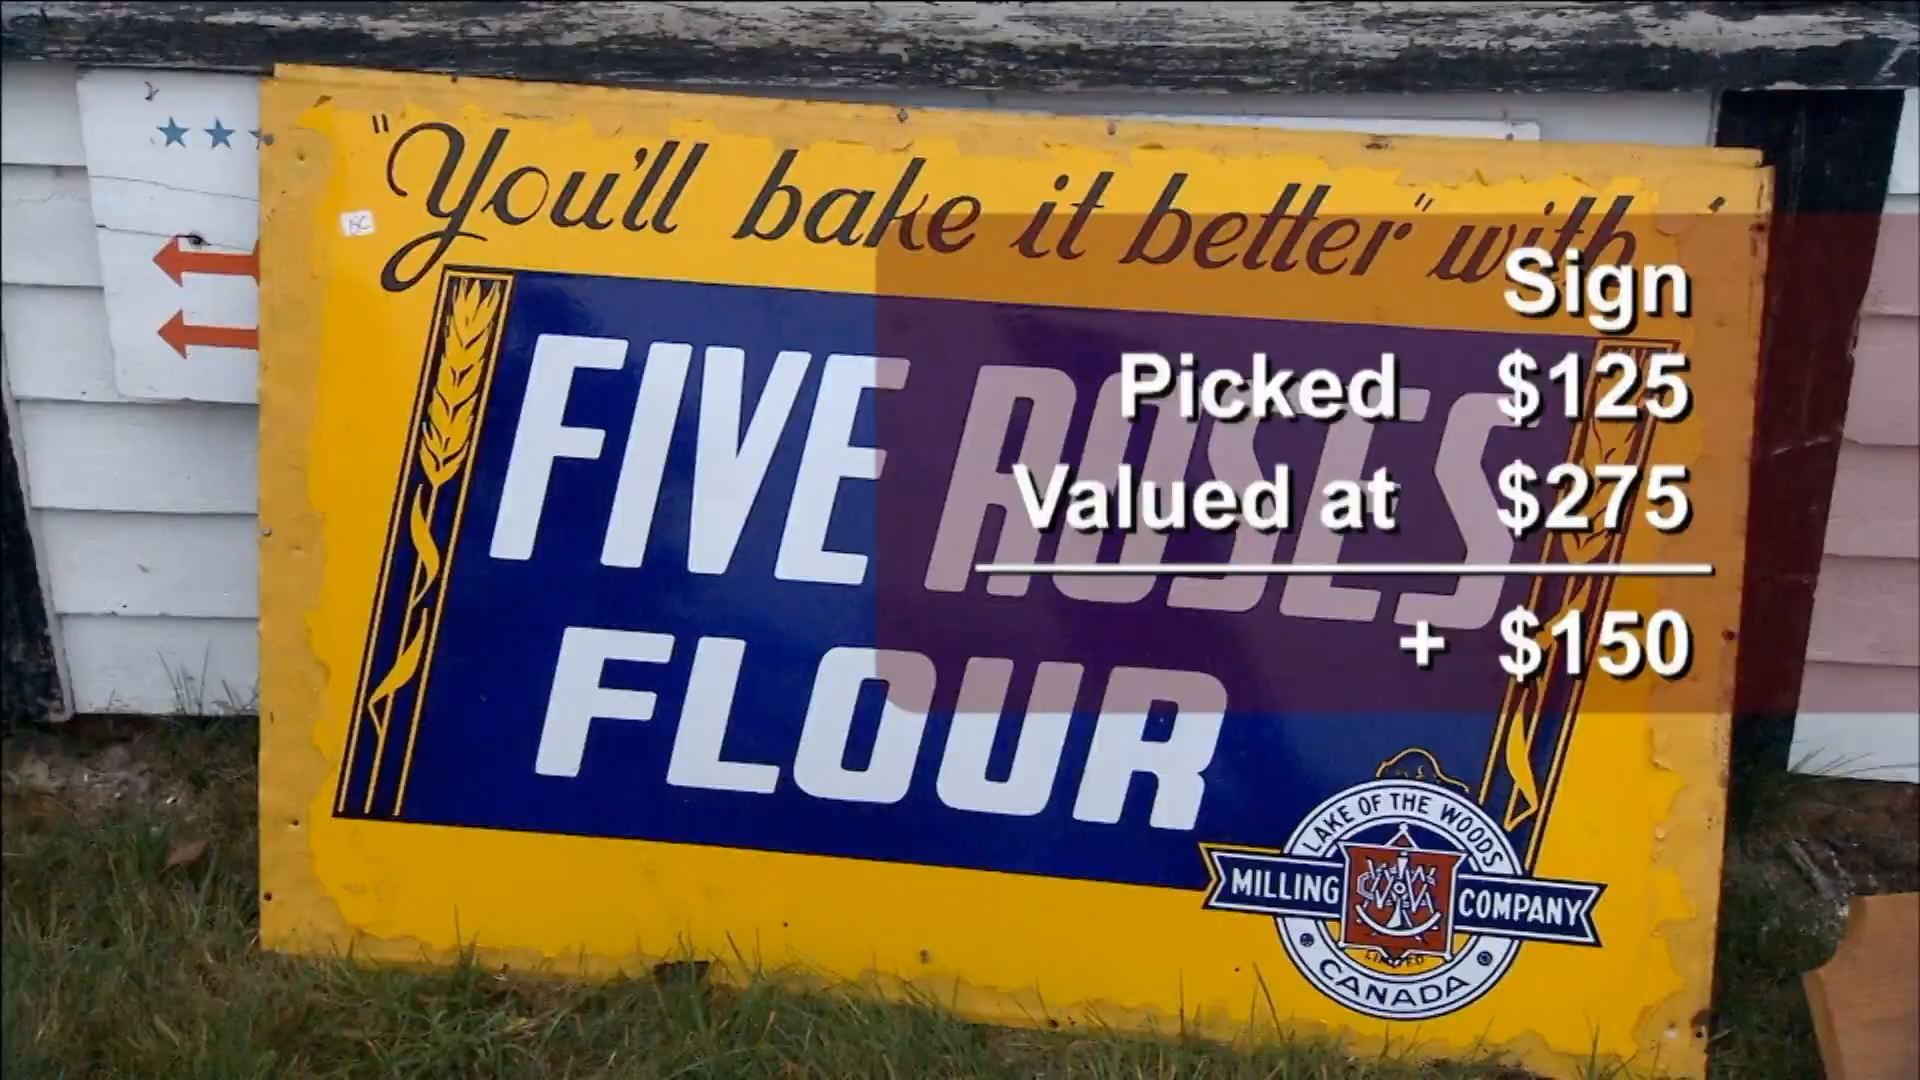 "You'll bake it better" with
FIVE ROSES
FLOUR
LAKE OF THE WOODS
MILLING COMPANY
LIMITED
CANADA
Sign
Picked $125
Valued at $275
+ $150